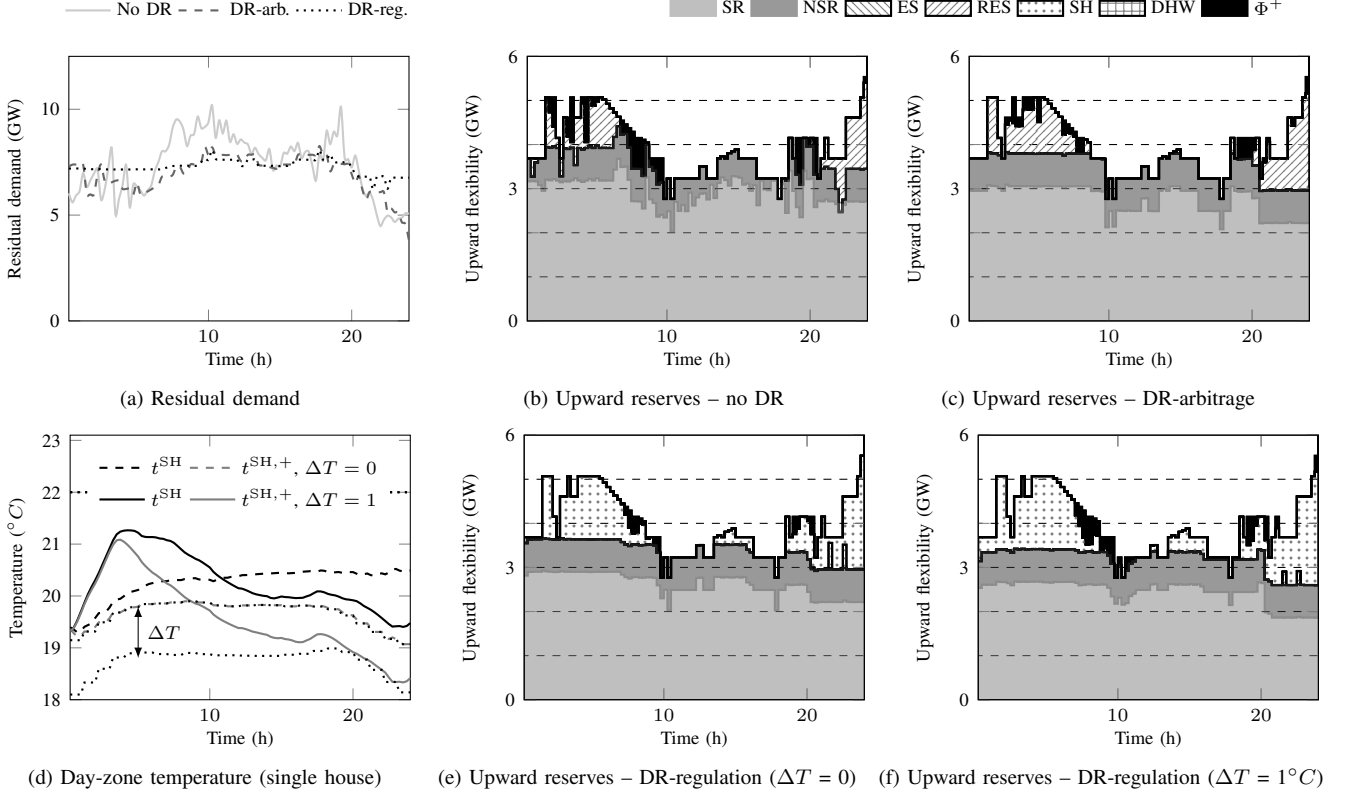 No DR DR-arb. DR-reg.
SR NSR ES RES SH DHW Φ+
Residual demand (GW)
10
5
0
10 20
Time (h)
(a) Residual demand
Upward flexibility (GW)
6
3
0
10 20
Time (h)
(b) Upward reserves – no DR
Upward flexibility (GW)
6
3
0
10 20
Time (h)
(c) Upward reserves – DR-arbitrage
Temperature (°C)
23
22
21
20
19
18
tSH tSH,+, ΔT = 0
tSH tSH,+, ΔT = 1
ΔT
10 20
Time (h)
(d) Day-zone temperature (single house)
Upward flexibility (GW)
6
3
0
10 20
Time (h)
(e) Upward reserves – DR-regulation (ΔT = 0)
Upward flexibility (GW)
6
3
0
10 20
Time (h)
(f) Upward reserves – DR-regulation (ΔT = 1°C)